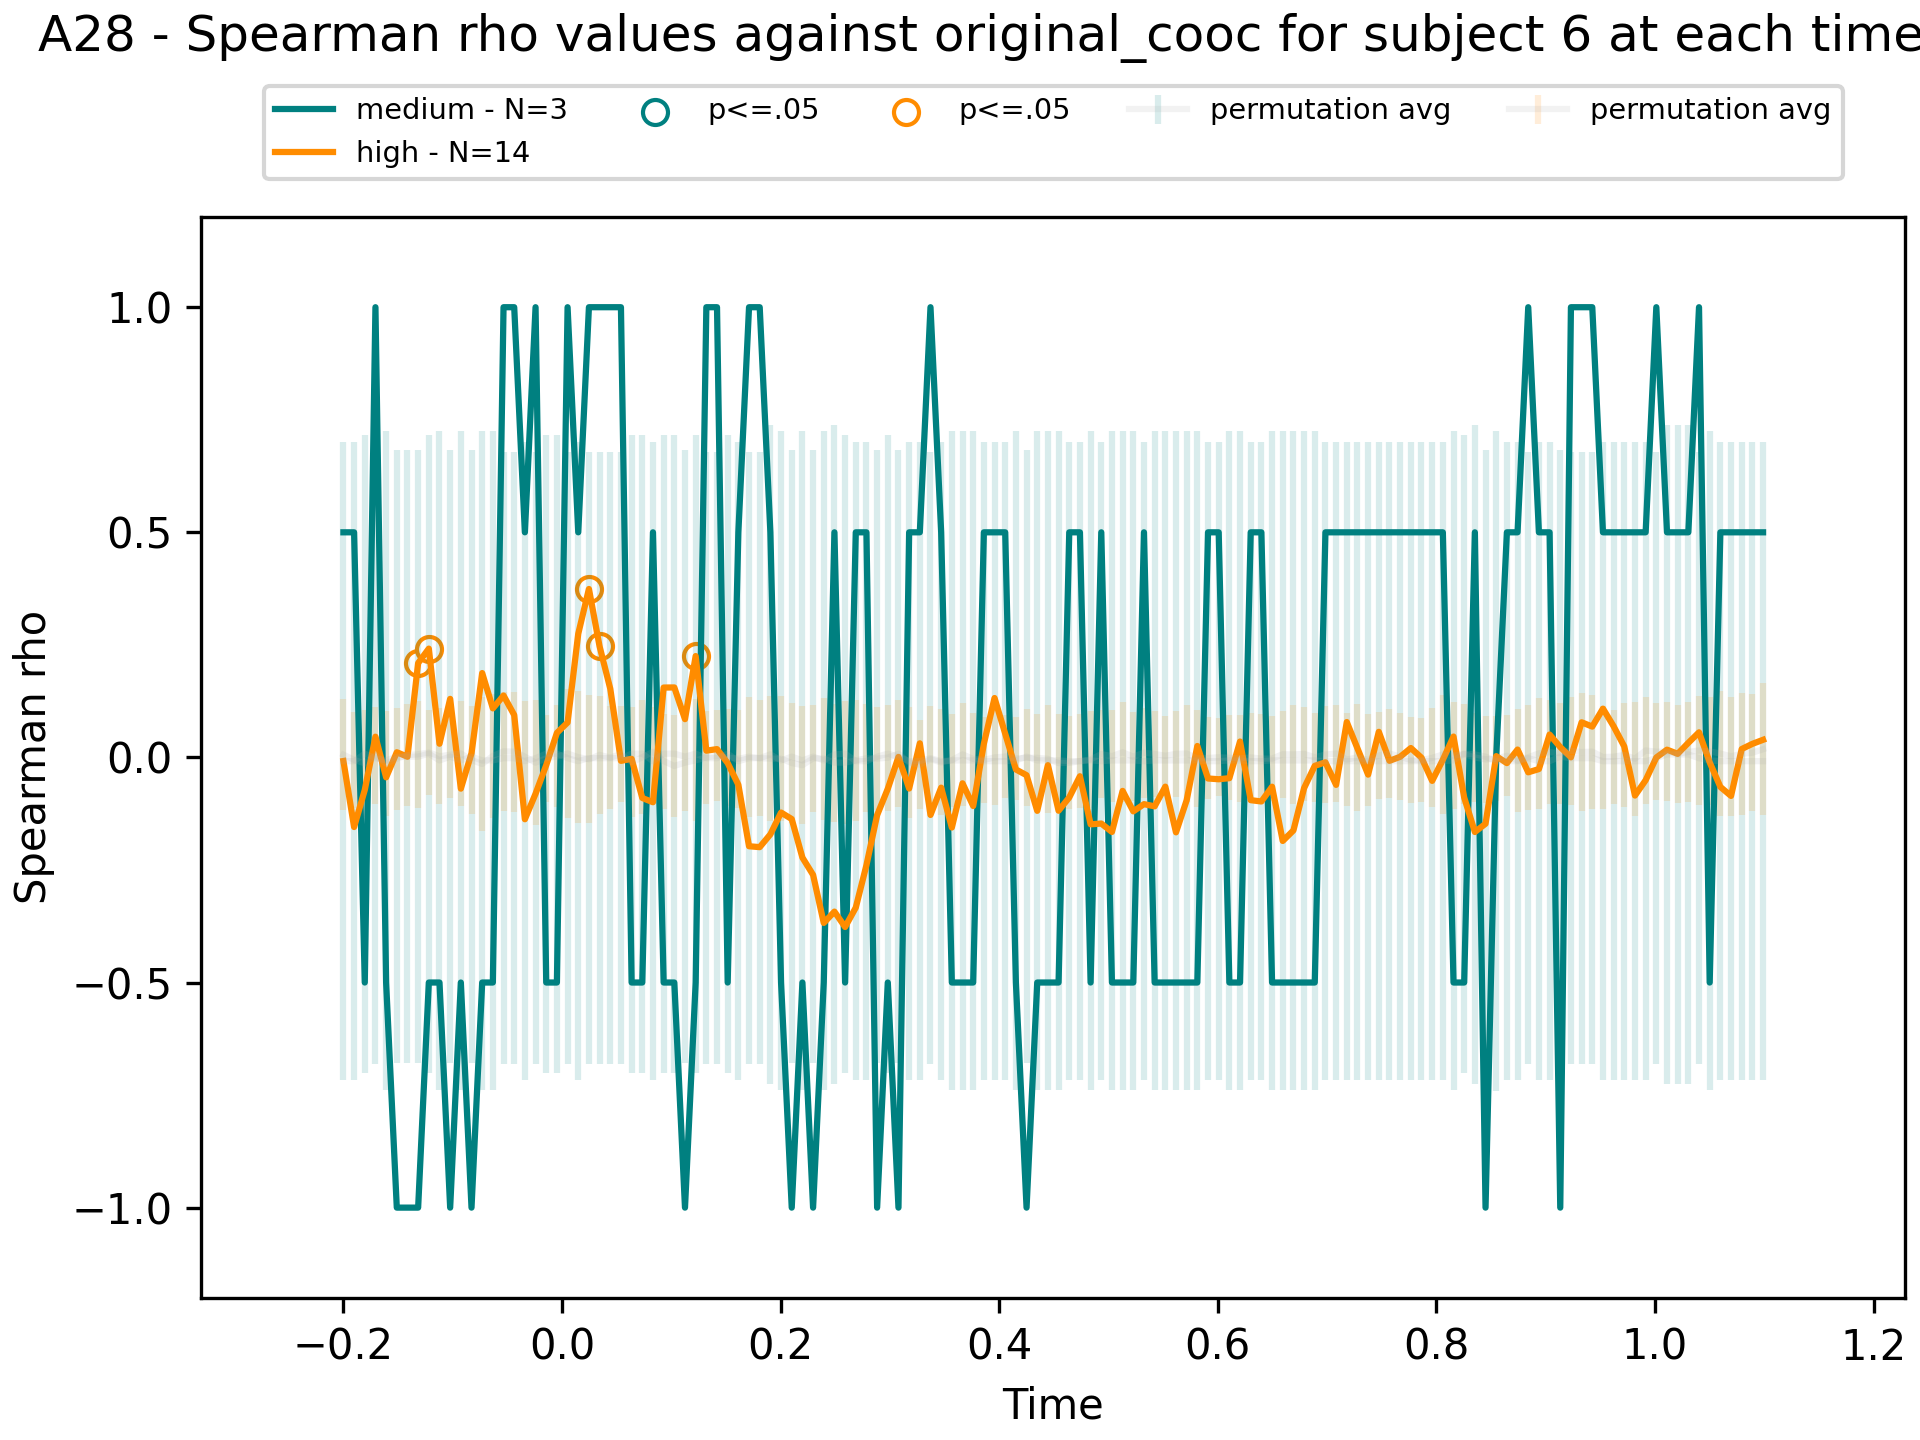 A28 - Spearman rho values against original_cooc for subject 6 at each time
medium - N=3
high - N=14
p<=.05
p<=.05
permutation avg
permutation avg
Spearman rho
1.0
0.5
0.0
−0.5
−1.0
−0.2
0.0
0.2
0.4
0.6
0.8
1.0
1.2
Time